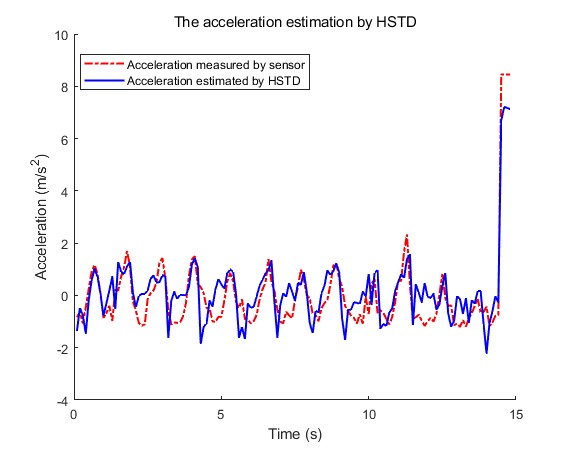 The acceleration estimation by HSTD
10
Acceleration measured by sensor
Acceleration estimated by HSTD
8
6
4
2
0
-2
-4
Acceleration (m/s²)
0 5 10 15
Time (s)